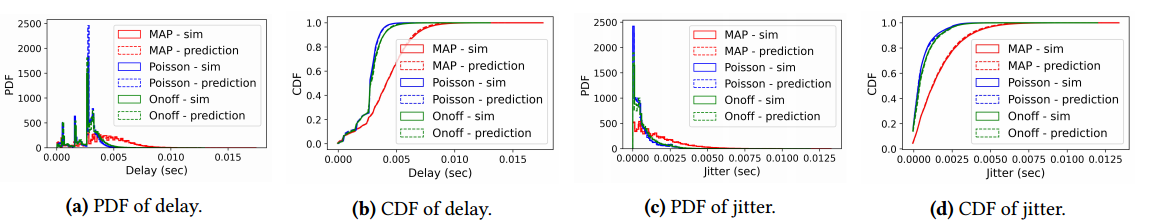 2500
2000
1500
1000
500
0
PDF
0.000 0.005 0.010 0.015
Delay (sec)
MAP - sim
MAP - prediction
Poisson - sim
Poisson - prediction
Onoff - sim
Onoff - prediction
(a) PDF of delay.
1.0
0.8
0.6
0.4
0.2
0.0
CDF
0.000 0.005 0.010 0.015
Delay (sec)
MAP - sim
MAP - prediction
Poisson - sim
Poisson - prediction
Onoff - sim
Onoff - prediction
(b) CDF of delay.
2500
2000
1500
1000
500
0
PDF
0.0000 0.0025 0.0050 0.0075 0.0100 0.0125
Jitter (sec)
MAP - sim
MAP - prediction
Poisson - sim
Poisson - prediction
Onoff - sim
Onoff - prediction
(c) PDF of jitter.
1.0
0.8
0.6
0.4
0.2
0.0
CDF
0.0000 0.0025 0.0050 0.0075 0.0100 0.0125
Jitter (sec)
MAP - sim
MAP - prediction
Poisson - sim
Poisson - prediction
Onoff - sim
Onoff - prediction
(d) CDF of jitter.